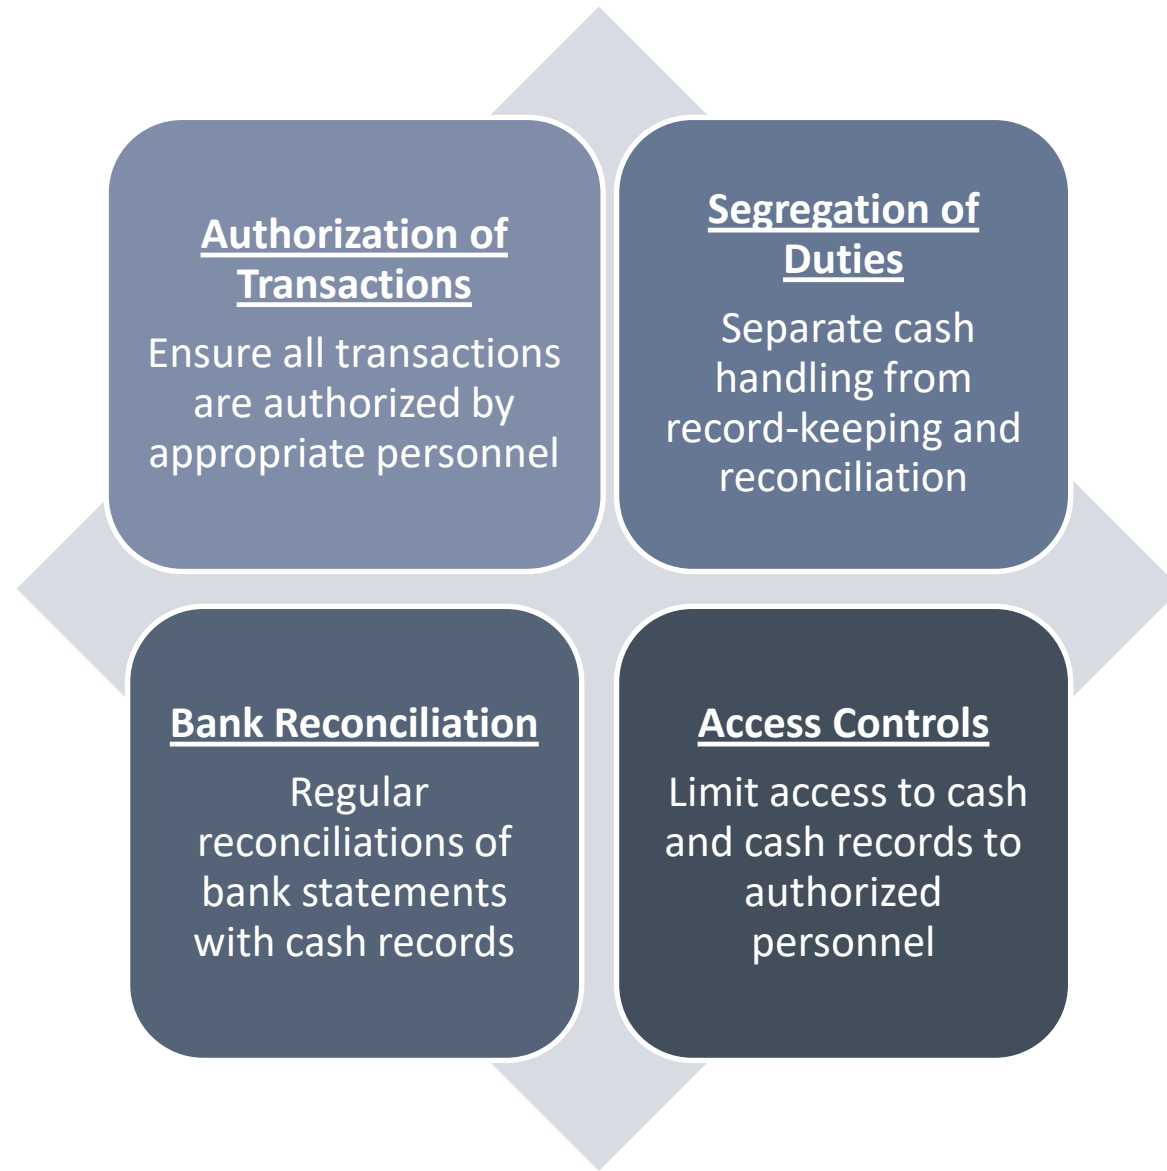 Authorization of
Transactions
Ensure all transactions
are authorized by
appropriate personnel
Segregation of
Duties
Separate cash
handling from
record-keeping and
reconciliation
Bank Reconciliation
Regular
reconciliations of
bank statements
with cash records
Access Controls
Limit access to cash
and cash records to
authorized
personnel